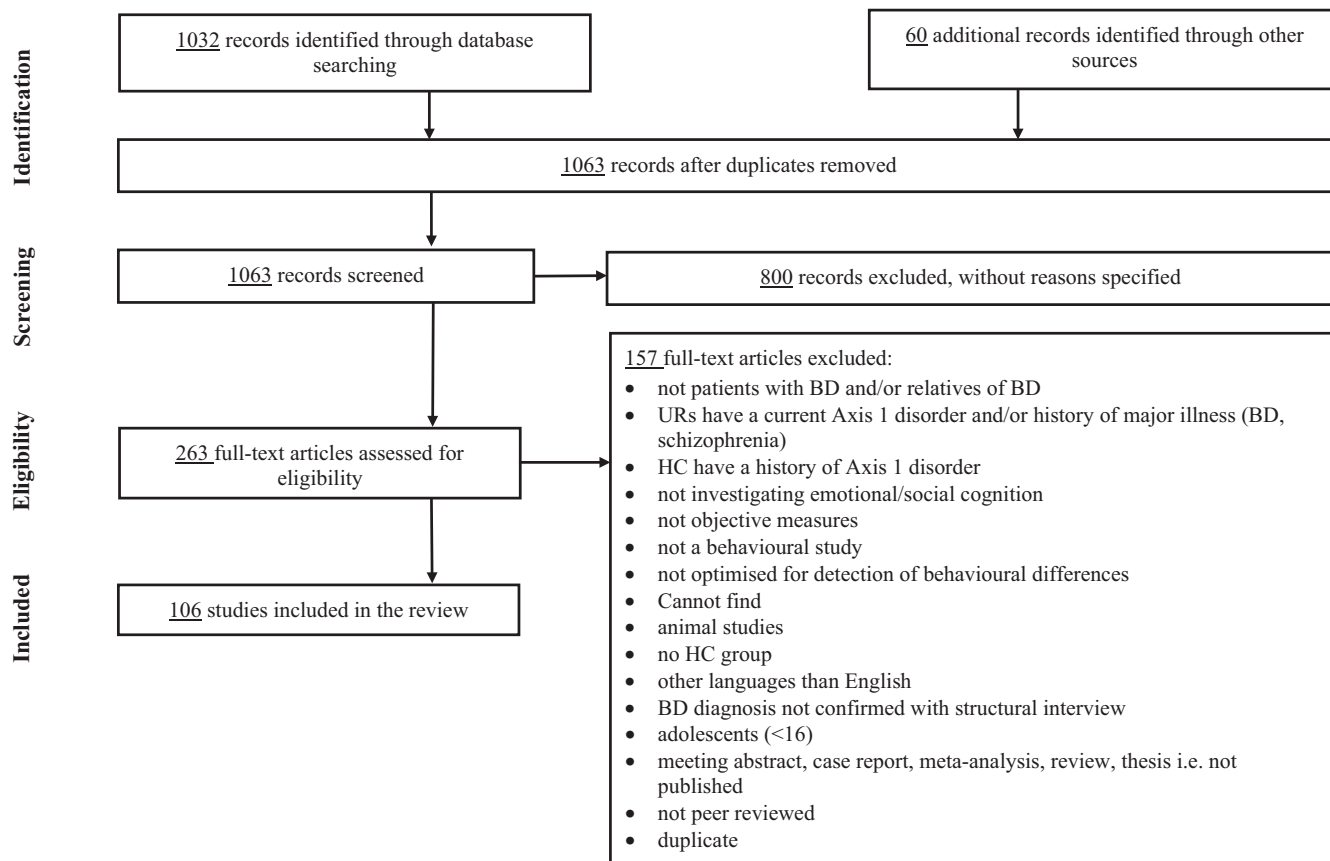 Identification
1032 records identified through database
searching
60 additional records identified through other
sources
1063 records after duplicates removed
Screening
1063 records screened
800 records excluded, without reasons specified
Eligibility
263 full-text articles assessed for
eligibility
157 full-text articles excluded:
• not patients with BD and/or relatives of BD
• URs have a current Axis 1 disorder and/or history of major illness (BD,
schizophrenia)
• HC have a history of Axis 1 disorder
• not investigating emotional/social cognition
• not objective measures
• not a behavioural study
• not optimised for detection of behavioural differences
• Cannot find
• animal studies
• no HC group
• other languages than English
• BD diagnosis not confirmed with structural interview
• adolescents (<16)
• meeting abstract, case report, meta-analysis, review, thesis i.e. not
published
• not peer reviewed
• duplicate
Included
106 studies included in the review